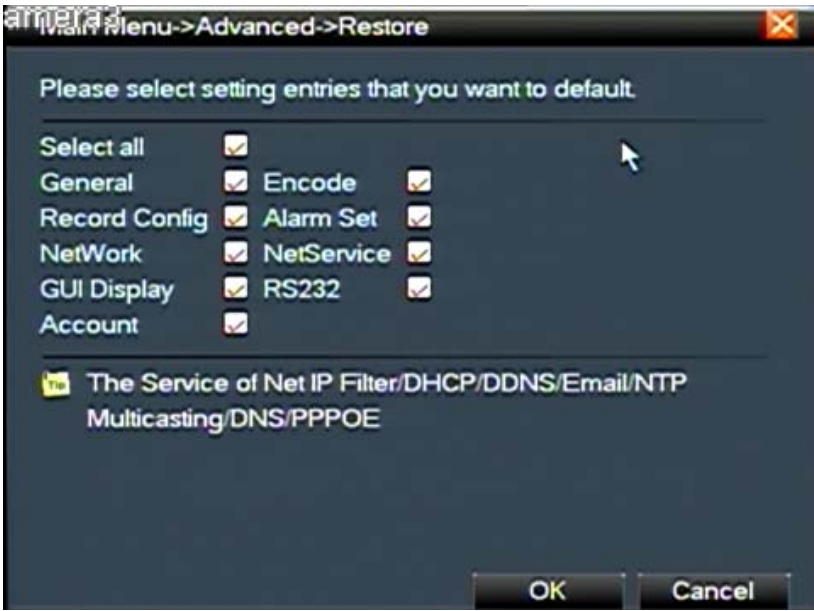 amera3
Main Menu->Advanced->Restore
Please select setting entries that you want to default.
Select all
General Encode
Record Config Alarm Set
NetWork NetService
GUI Display RS232
Account
Tip The Service of Net IP Filter/DHCP/DDNS/Email/NTP
Multicasting/DNS/PPPOE
OK Cancel